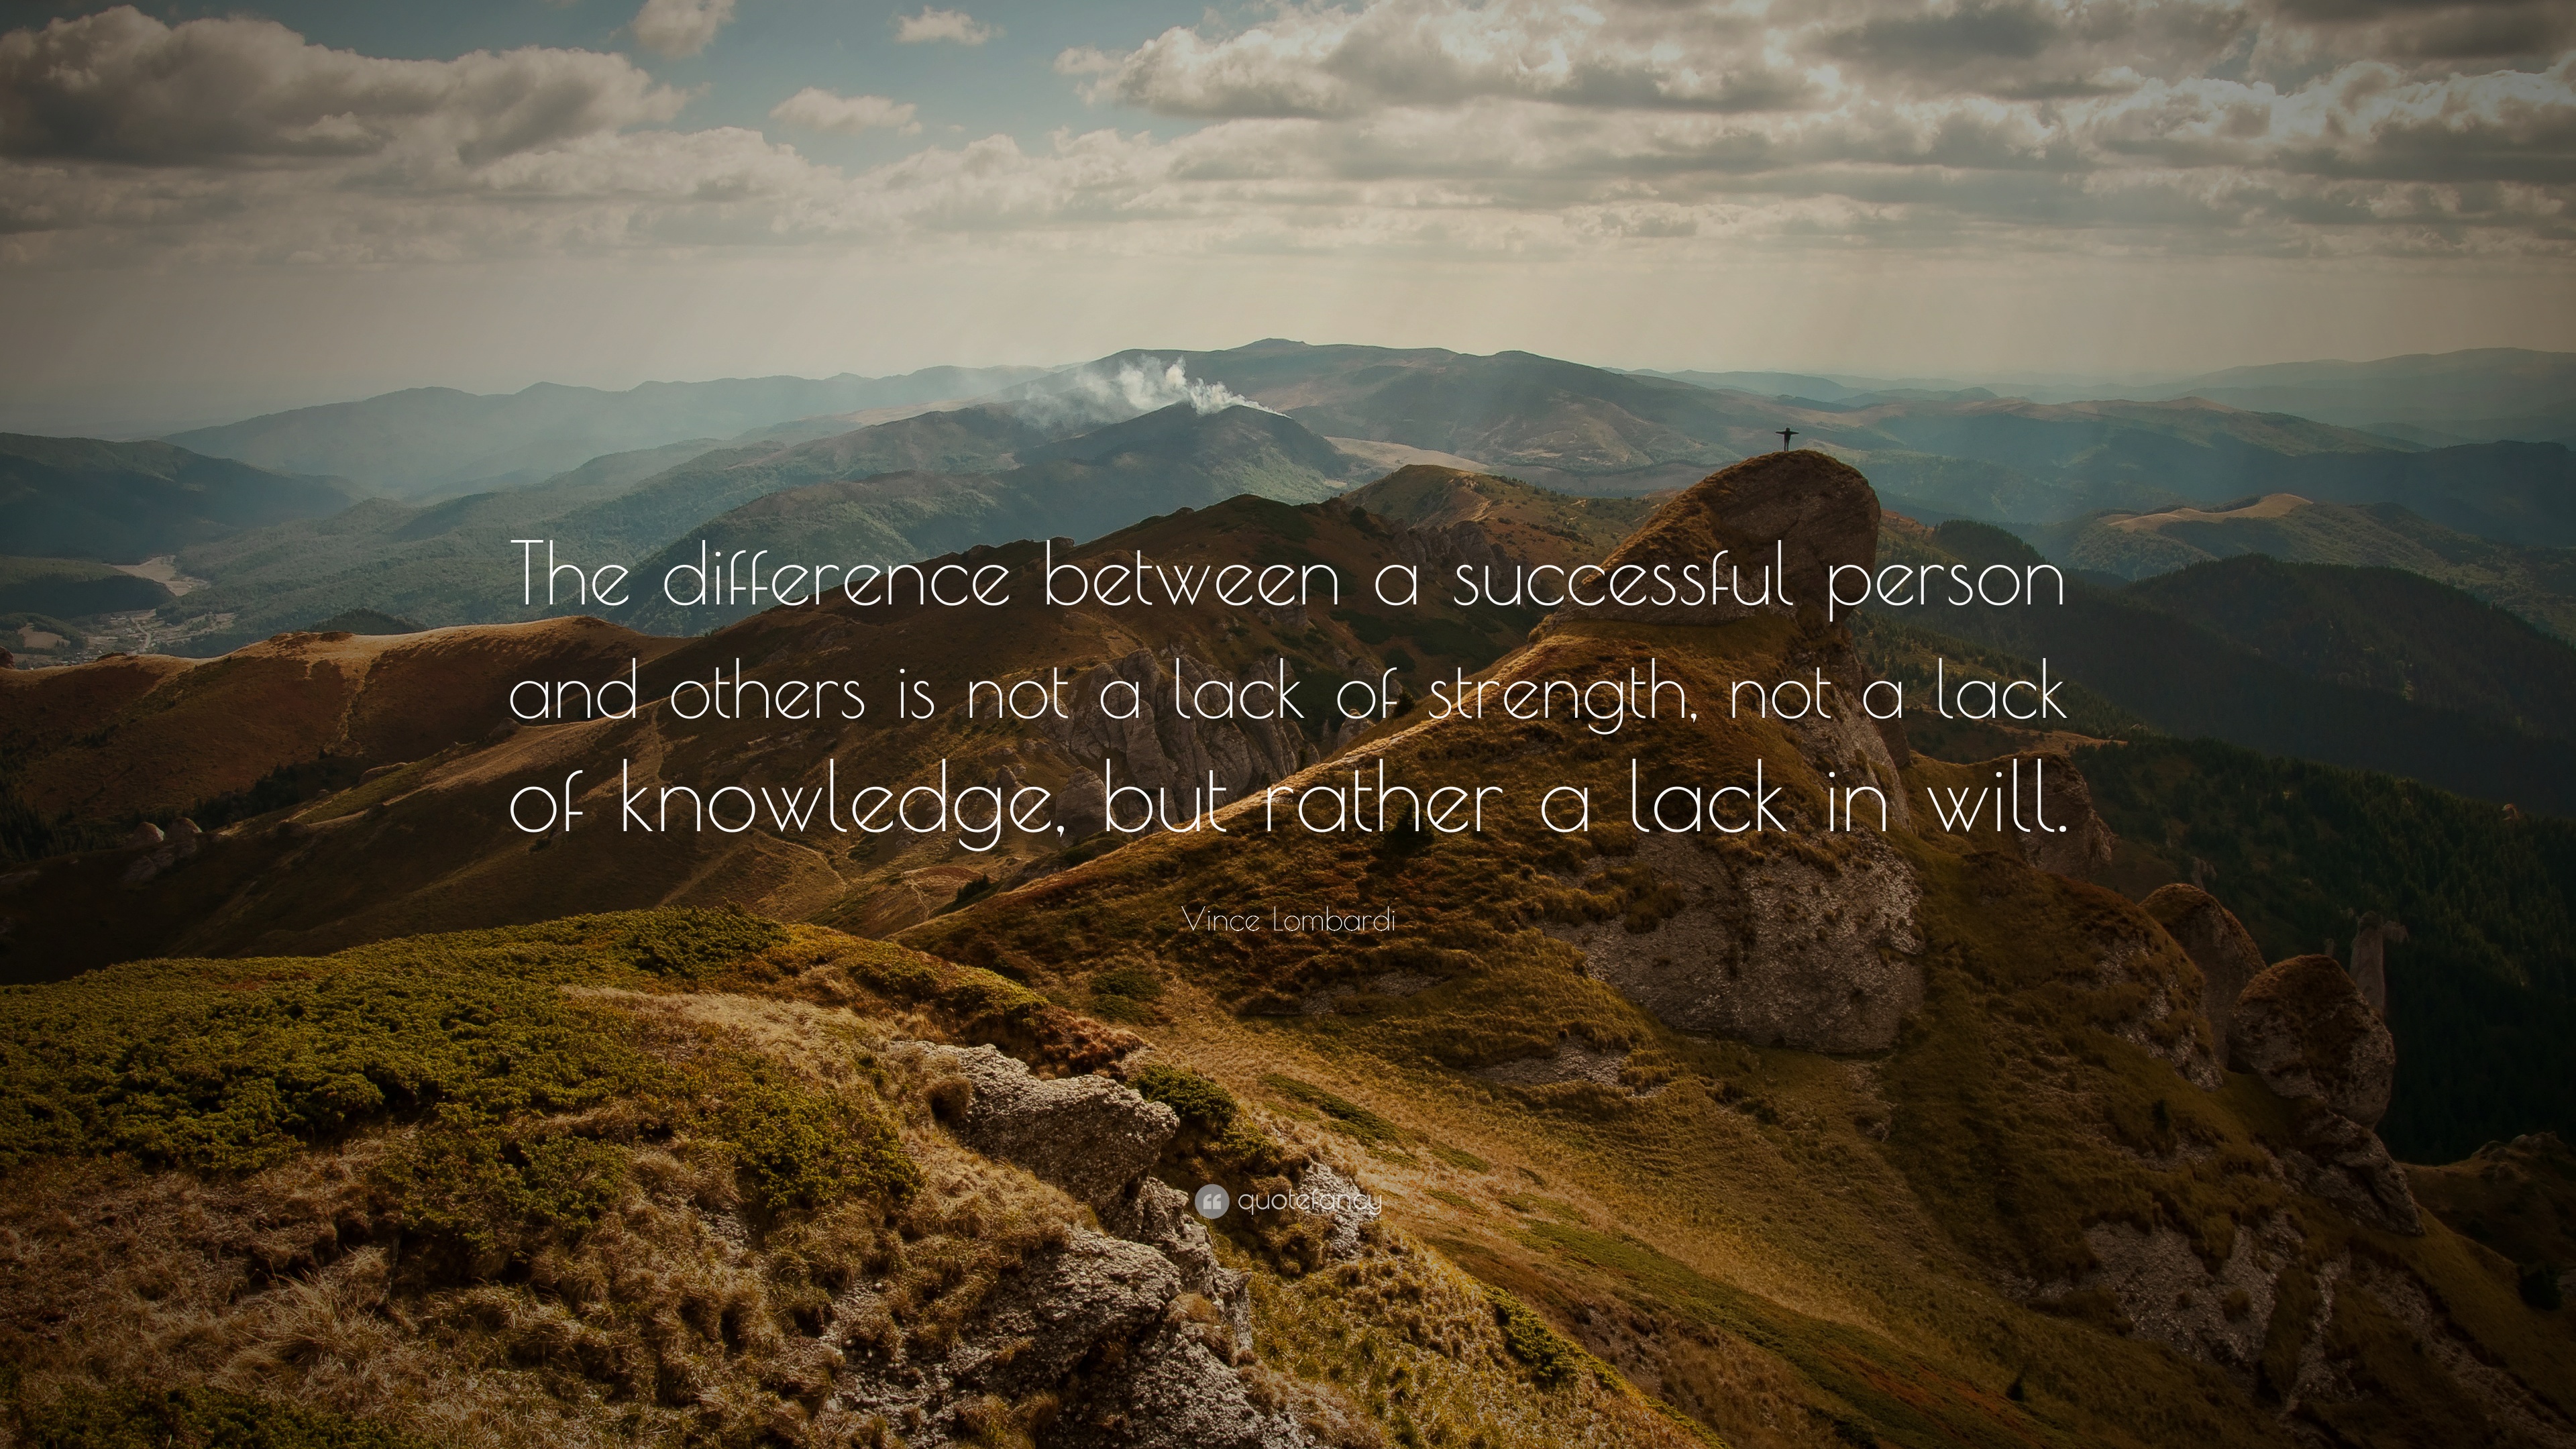 The difference between a successful person
and others is not a lack of strength, not a lack
of knowledge, but rather a lack in will.
Vince Lombardi
quotefancy